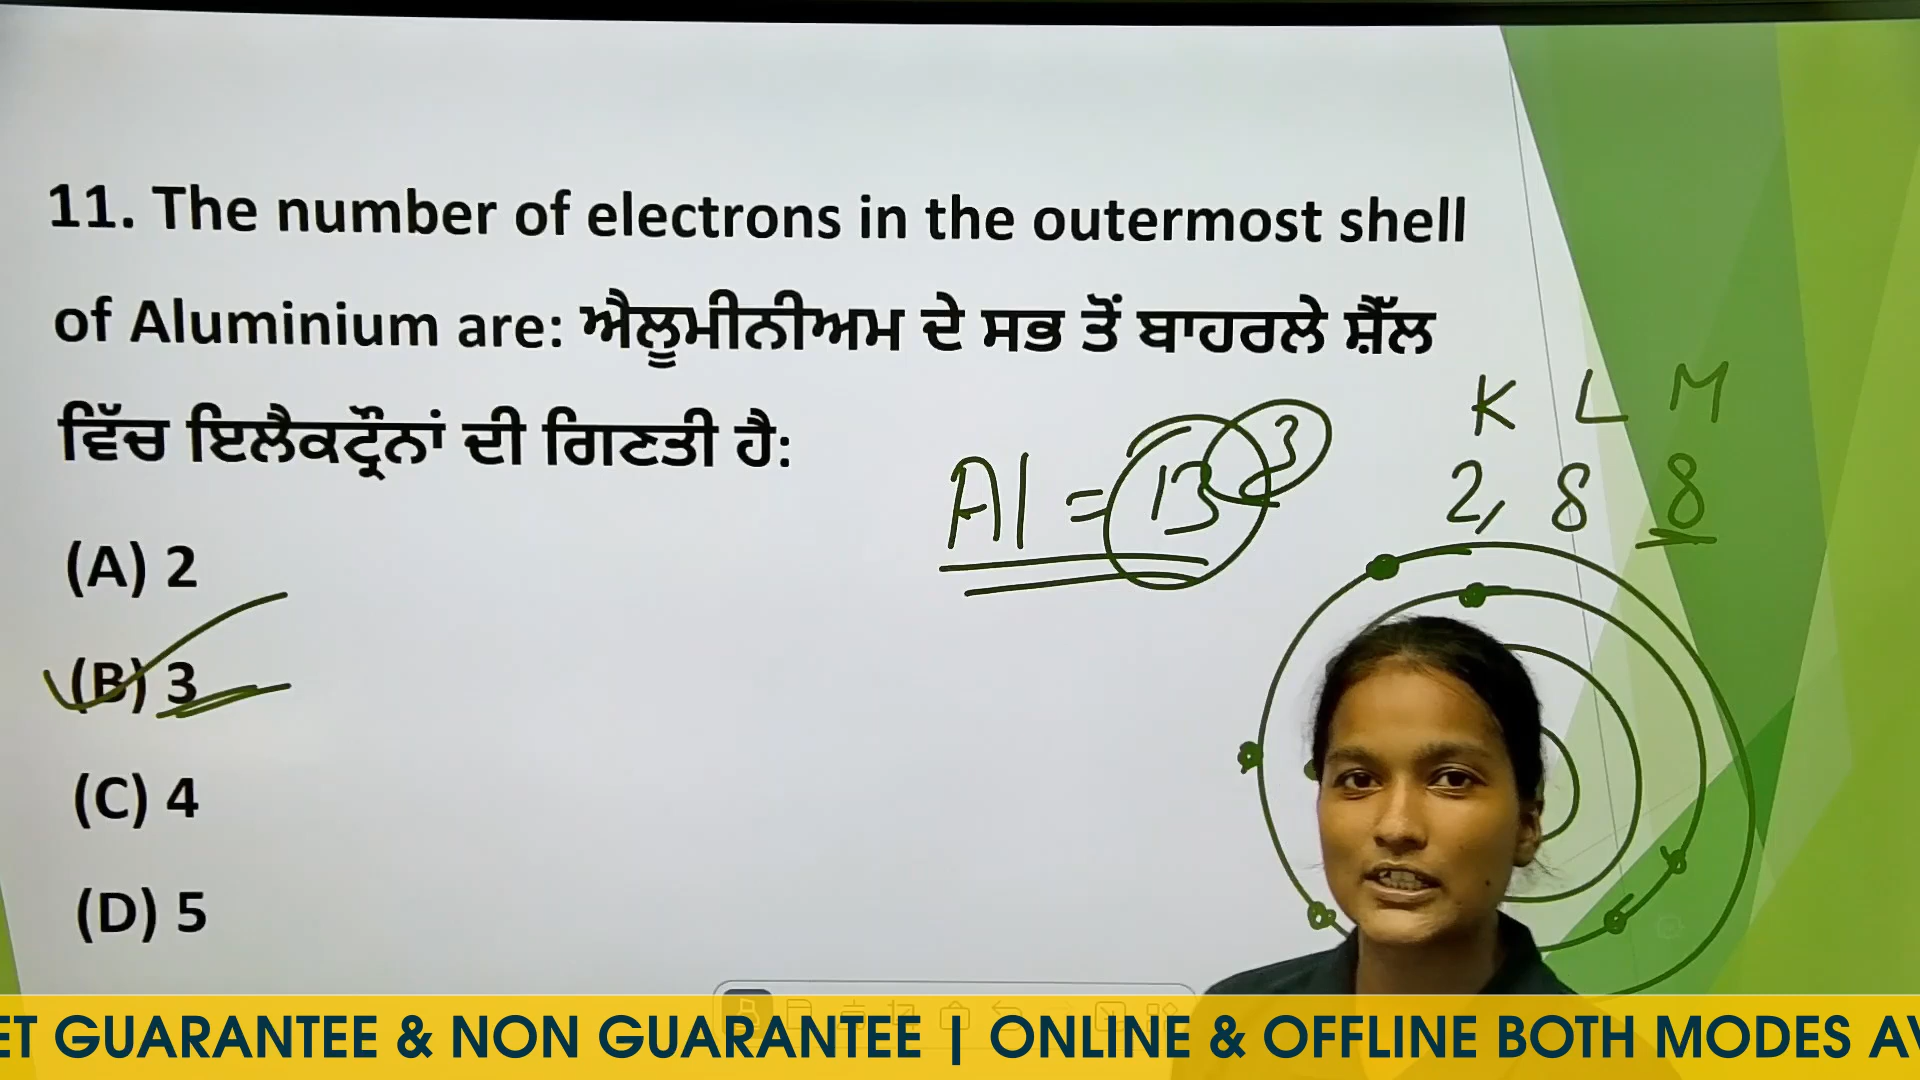 11. The number of electrons in the outermost shell
of Aluminium are: ਐਲੂਮੀਨੀਅਮ ਦੇ ਸਭ ਤੋਂ ਬਾਹਰਲੇ ਸ਼ੈੱਲ
ਵਿੱਚ ਇਲੈਕਟ੍ਰੌਨਾਂ ਦੀ ਗਿਣਤੀ ਹੈ:
K L M
2, 8 8
Al = 13 3
(A) 2
(B) 3
(C) 4
(D) 5
ET GUARANTEE & NON GUARANTEE | ONLINE & OFFLINE BOTH MODES AV